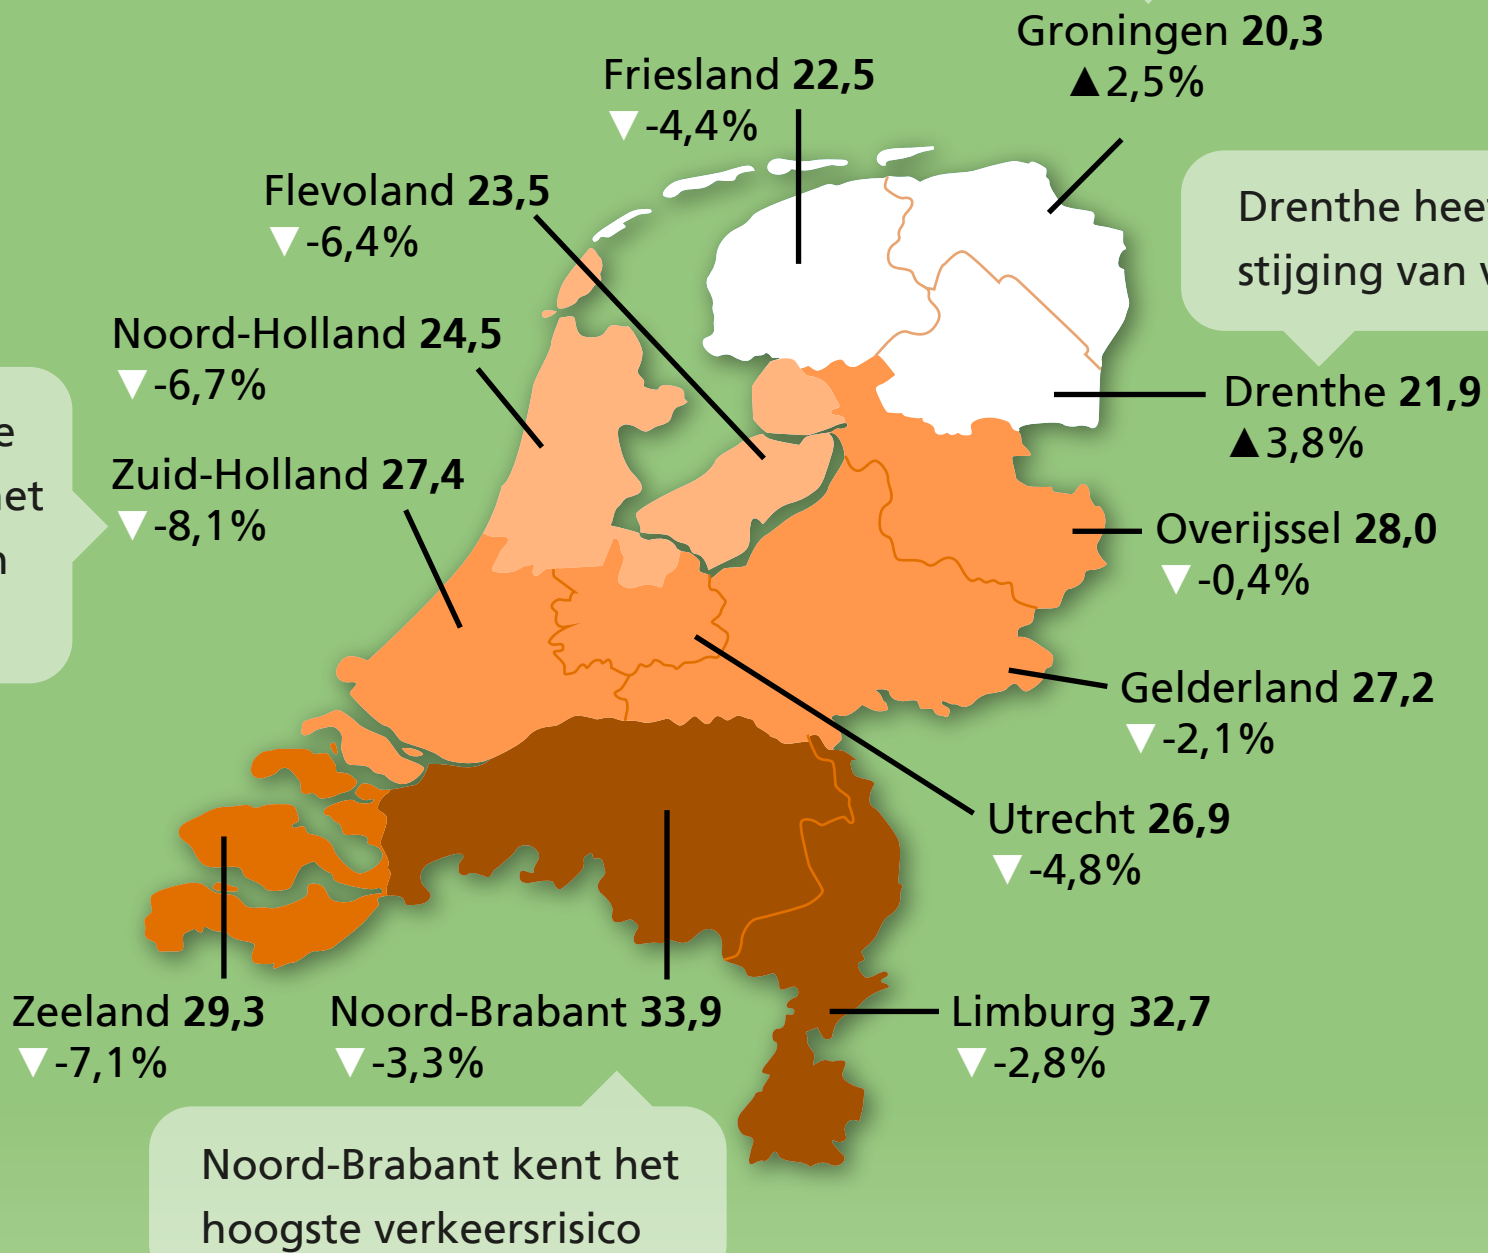 Groningen 20,3
▲2,5%
Friesland 22,5
▼-4,4%
Flevoland 23,5
▼-6,4%
Drenthe
stijging van
Noord-Holland 24,5
▼-6,7%
Drenthe 21,9
▲3,8%
Zuid-Holland 27,4
▼-8,1%
Overijssel 28,0
▼-0,4%
Gelderland 27,2
▼-2,1%
Utrecht 26,9
▼-4,8%
Zeeland 29,3
▼-7,1%
Noord-Brabant 33,9
▼-3,3%
Limburg 32,7
▼-2,8%
Noord-Brabant kent het
hoogste verkeersrisico